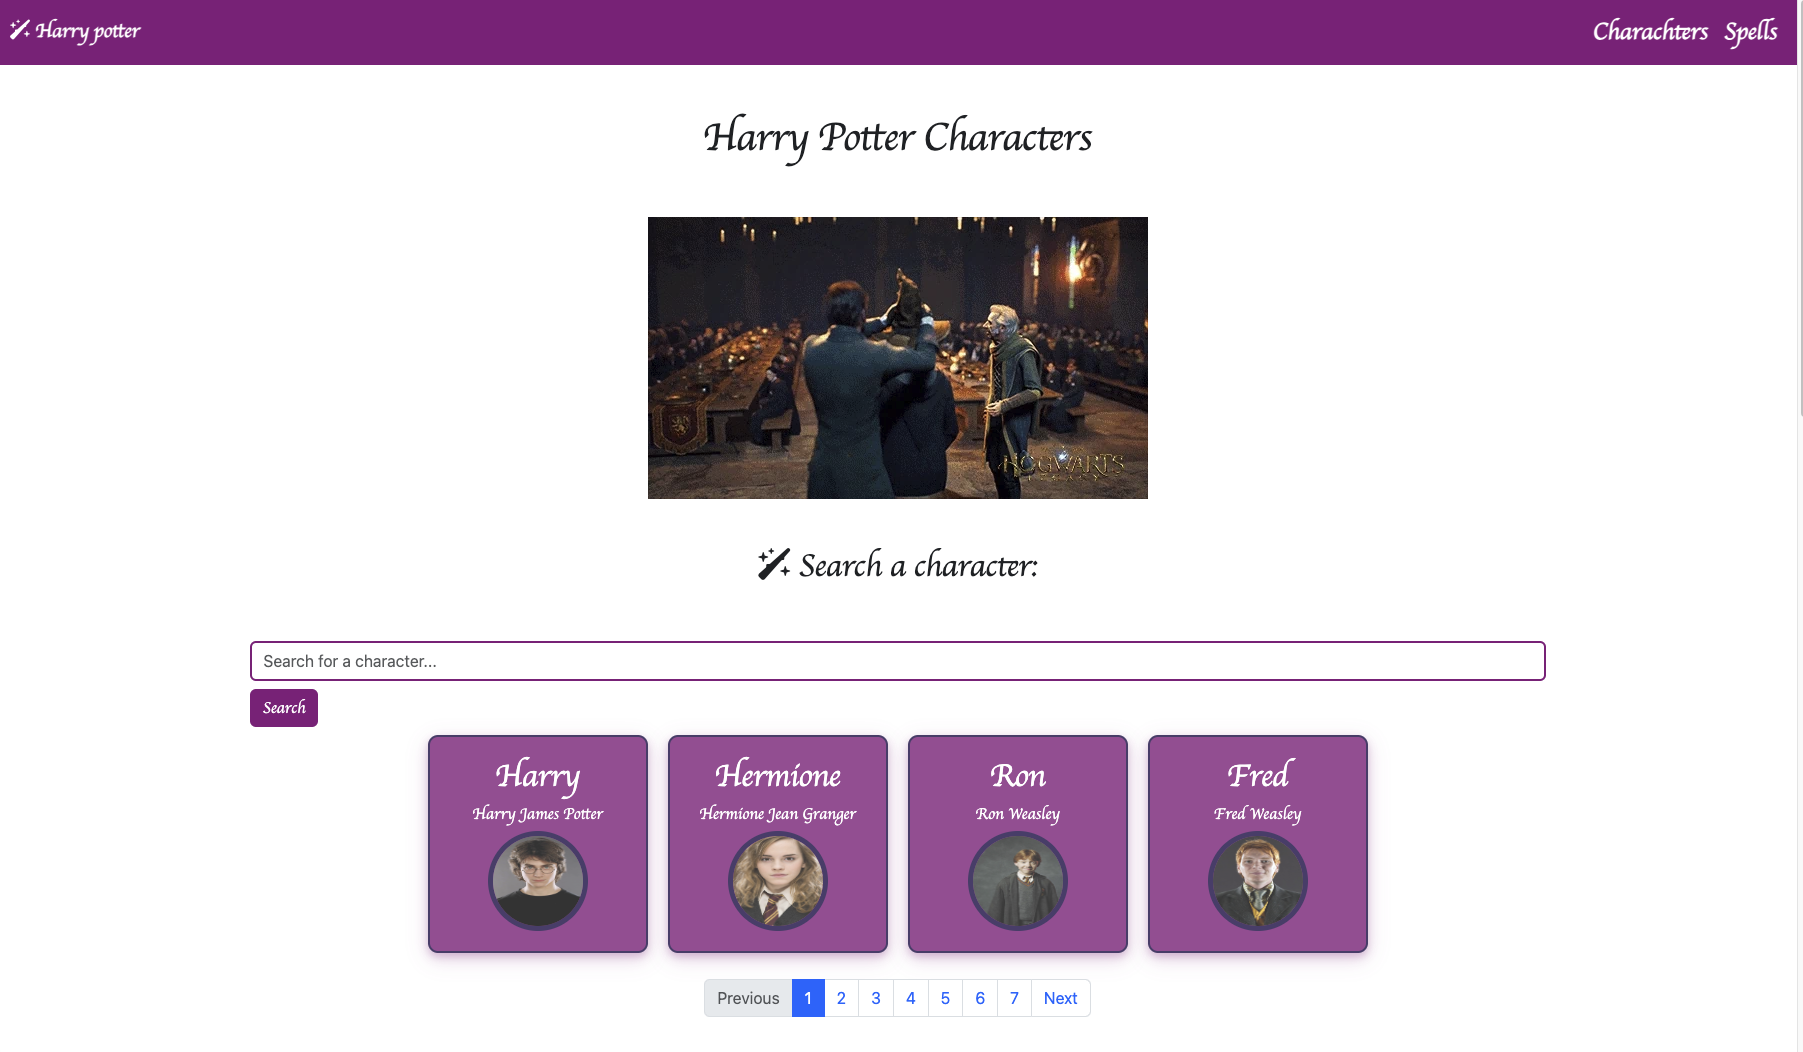 Harry potter
Charachters Spells
Harry Potter Characters
HOGWARTS
LEGACY
Search a character:
Search for a character...
Search
Harry
Harry James Potter
Hermione
Hermione Jean Granger
Ron
Ron Weasley
Fred
Fred Weasley
Previous 1 2 3 4 5 6 7 Next